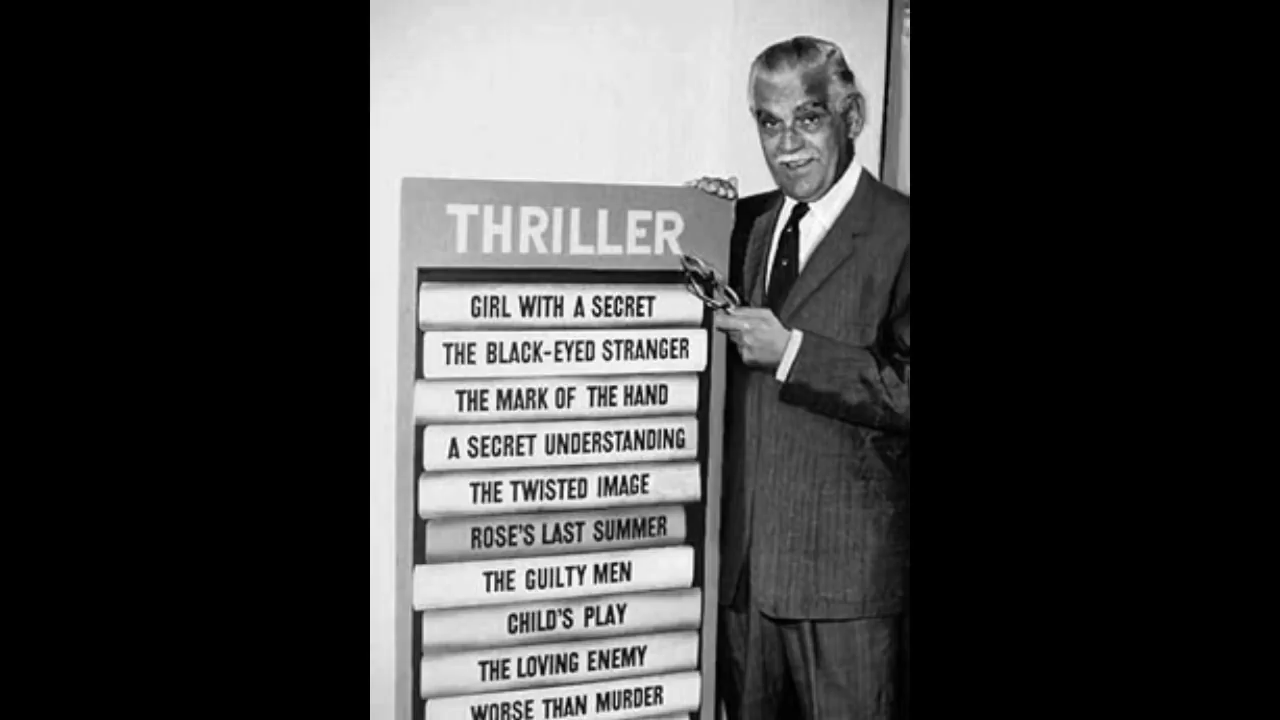 THRILLER
GIRL WITH A SECRET
THE BLACK-EYED STRANGER
THE MARK OF THE HAND
A SECRET UNDERSTANDING
THE TWISTED IMAGE
ROSE'S LAST SUMMER
THE GUILTY MEN
CHILD'S PLAY
THE LOVING ENEMY
WORSE THAN MURDER